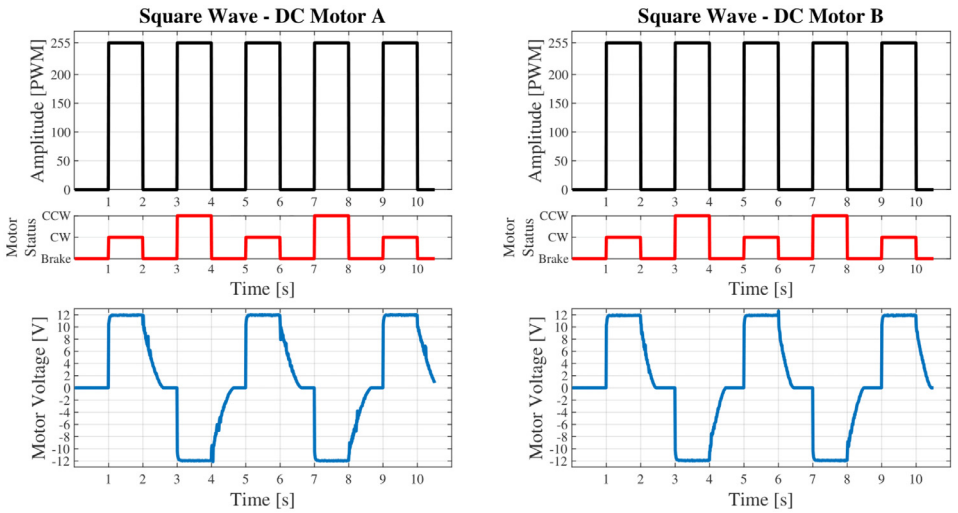 Square Wave - DC Motor A
Amplitude [PWM]
255
200
150
100
50
0
1 2 3 4 5 6 7 8 9 10
Motor
Status
CCW
CW
Brake
1 2 3 4 5 6 7 8 9 10
Time [s]
Motor Voltage [V]
12
10
8
6
4
2
0
-2
-4
-6
-8
-10
-12
1 2 3 4 5 6 7 8 9 10
Time [s]
Square Wave - DC Motor B
Amplitude [PWM]
255
200
150
100
50
0
1 2 3 4 5 6 7 8 9 10
Motor
Status
CCW
CW
Brake
1 2 3 4 5 6 7 8 9 10
Time [s]
Motor Voltage [V]
12
10
8
6
4
2
0
-2
-4
-6
-8
-10
-12
1 2 3 4 5 6 7 8 9 10
Time [s]